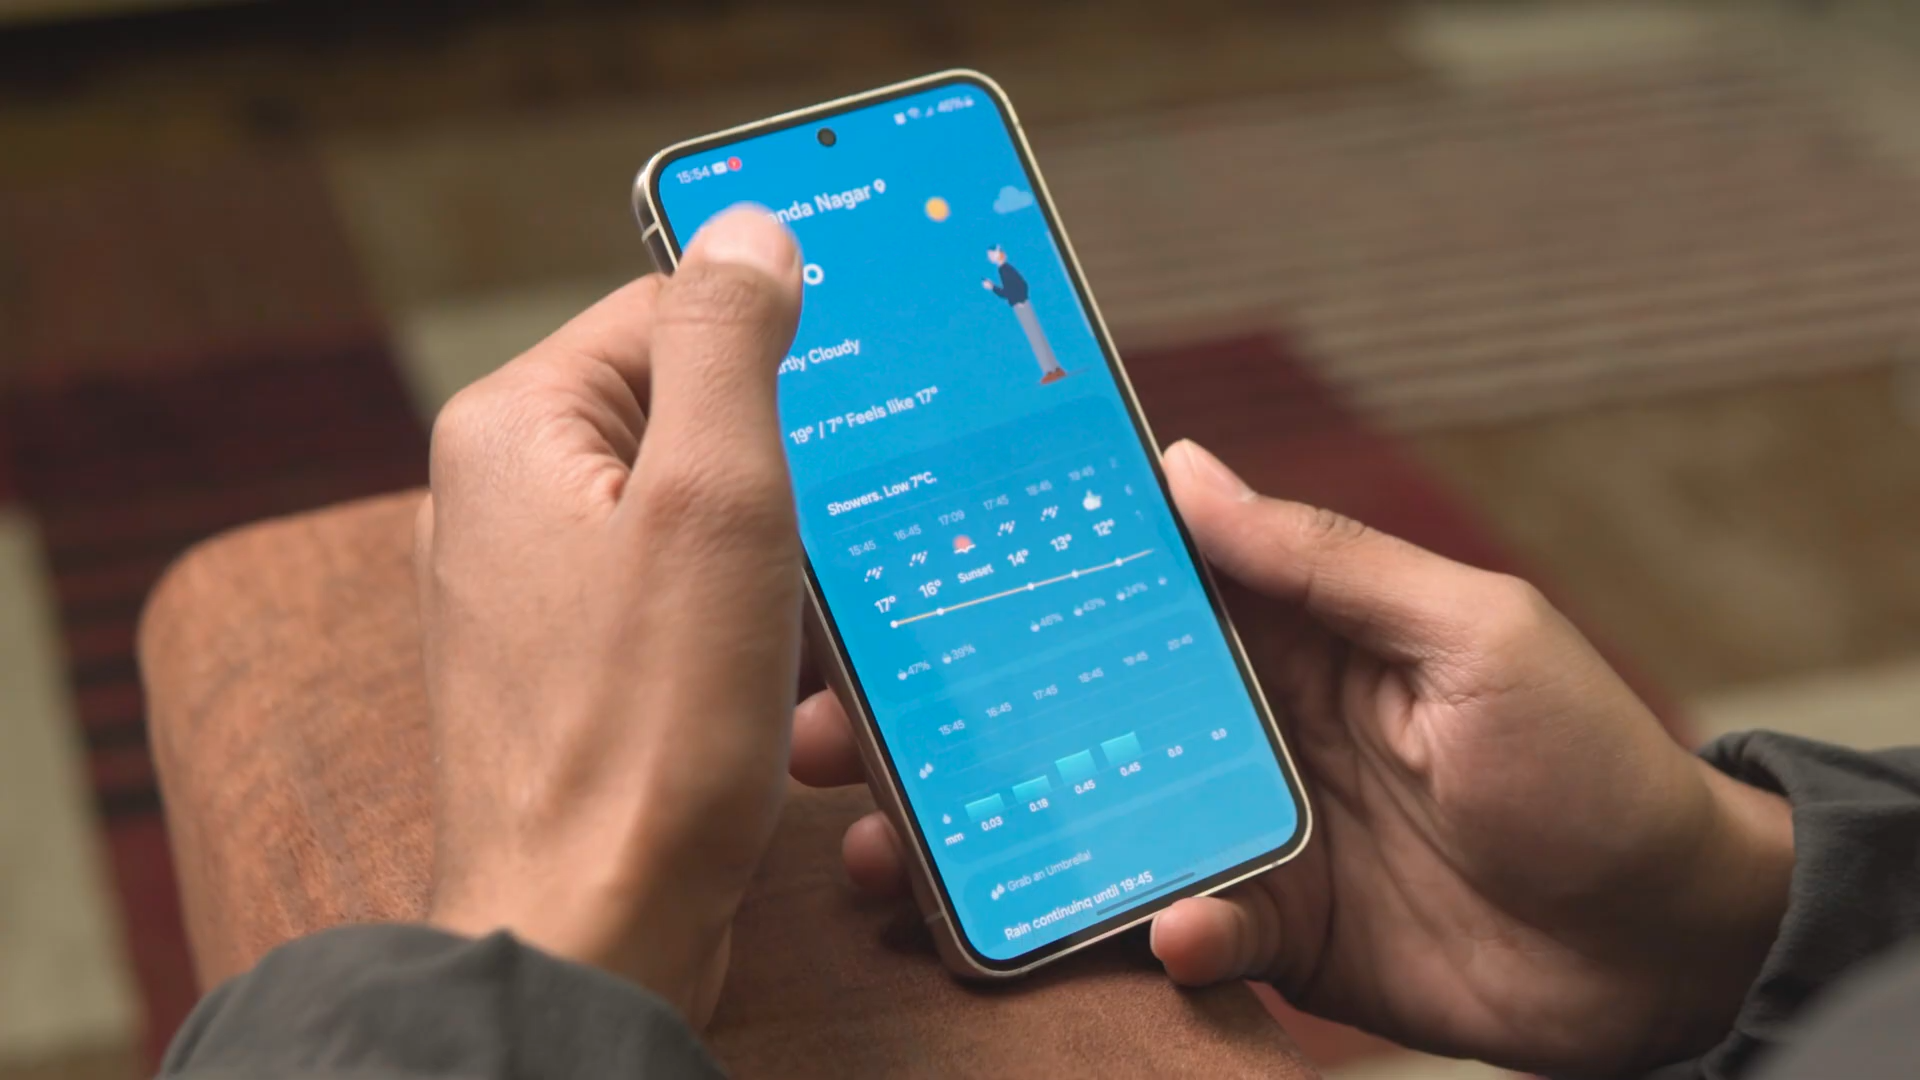 15:54
46%
Nagar
Cloudy
19° / 7° Feels like 17°
Showers. Low 7°C.
15:45 16:45 17:09 17:45 18:45 19:45
17° 16° Sunset 14° 13° 12°
47% 39% 46% 43% 24%
15:45 16:45 17:45 18:45 19:45 20:45
mm 0.03 0.18 0.45 0.45 0.0 0.0
Grab an Umbrella!
Rain continuing until 19:45